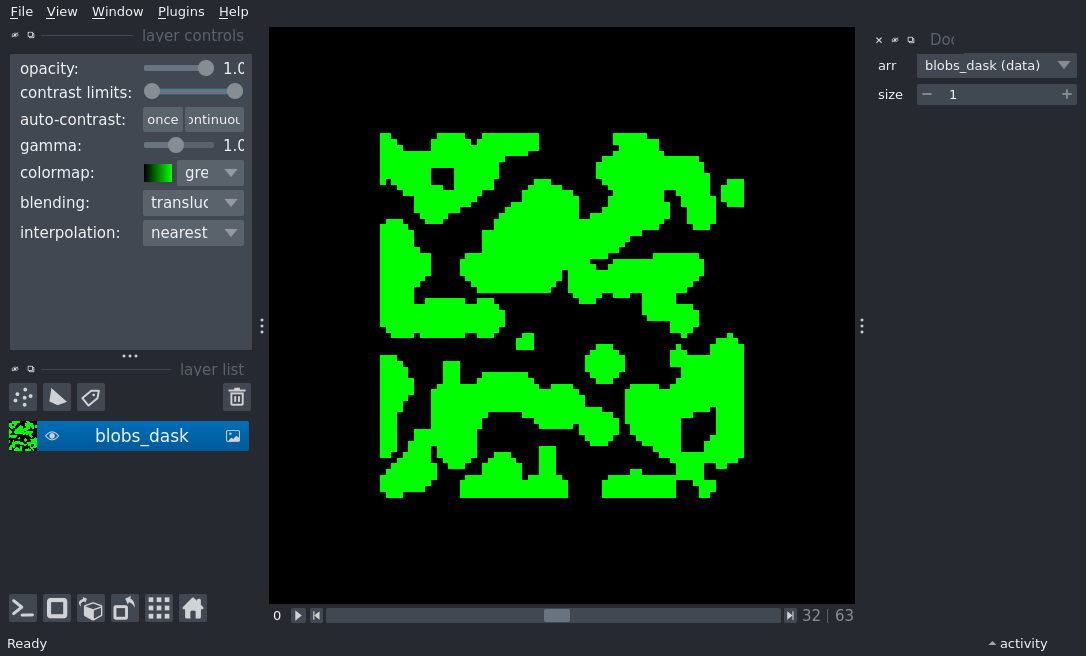 File View Window Plugins Help
layer controls
opacity: 1.0
contrast limits:
auto-contrast: once ontinuou
gamma: 1.0
colormap: gre
blending: transluc
interpolation: nearest
layer list
blobs_dask
0
32 | 63
Ready
Doc
arr blobs_dask (data)
size 1
activity